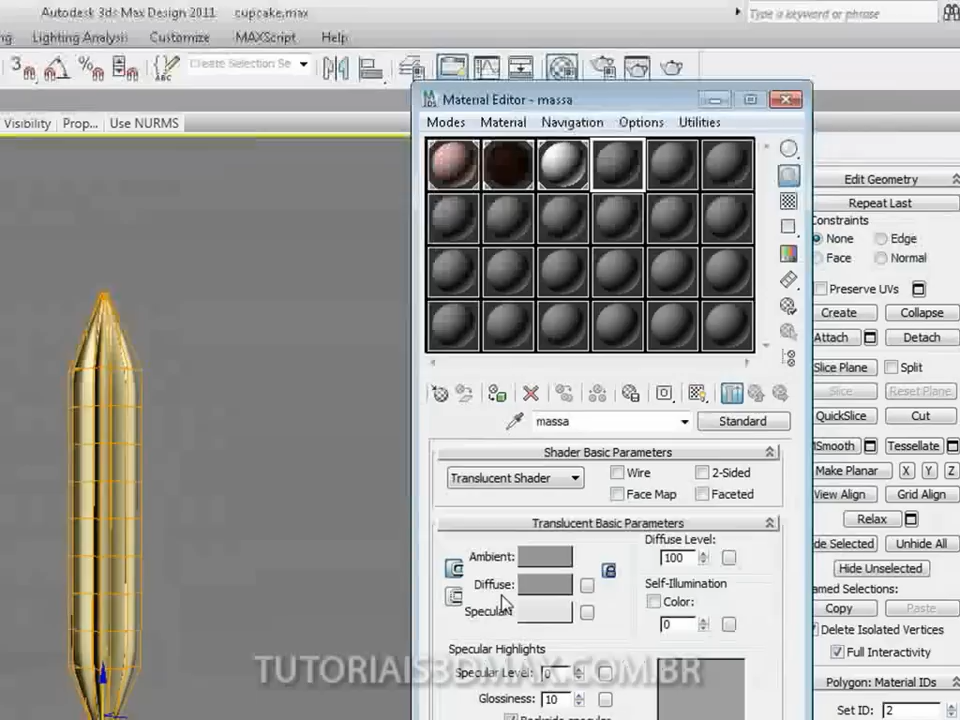 Autodesk 3ds Max Design 2011 cupcake.max
Type a keyword or phrase
Lighting Analysis Customize MAXScript Help
3 % ABC Create Selection Se
Visibility Prop... Use NURMS
Material Editor - massa
Modes Material Navigation Options Utilities
massa Standard
Shader Basic Parameters
Translucent Shader Wire 2-Sided
Face Map Faceted
Translucent Basic Parameters
Ambient:
Diffuse:
Specular:
Diffuse Level:
100
Self-Illumination
Color:
0
Specular Highlights
Specular Level: 0
Glossiness: 10
Edit Geometry
Repeat Last
Constraints
None Edge
Face Normal
Preserve UVs
Create Collapse
Attach Detach
Slice Plane Split
Slice Reset Plane
QuickSlice Cut
MSmooth Tessellate
Make Planar X Y Z
View Align Grid Align
Relax
Unhide All
Hide Unselected
Copy Paste
Delete Isolated Vertices
Full Interactivity
Polygon: Material IDs
Set ID: 2
TUTORIAIS3DMAX.COM.BR